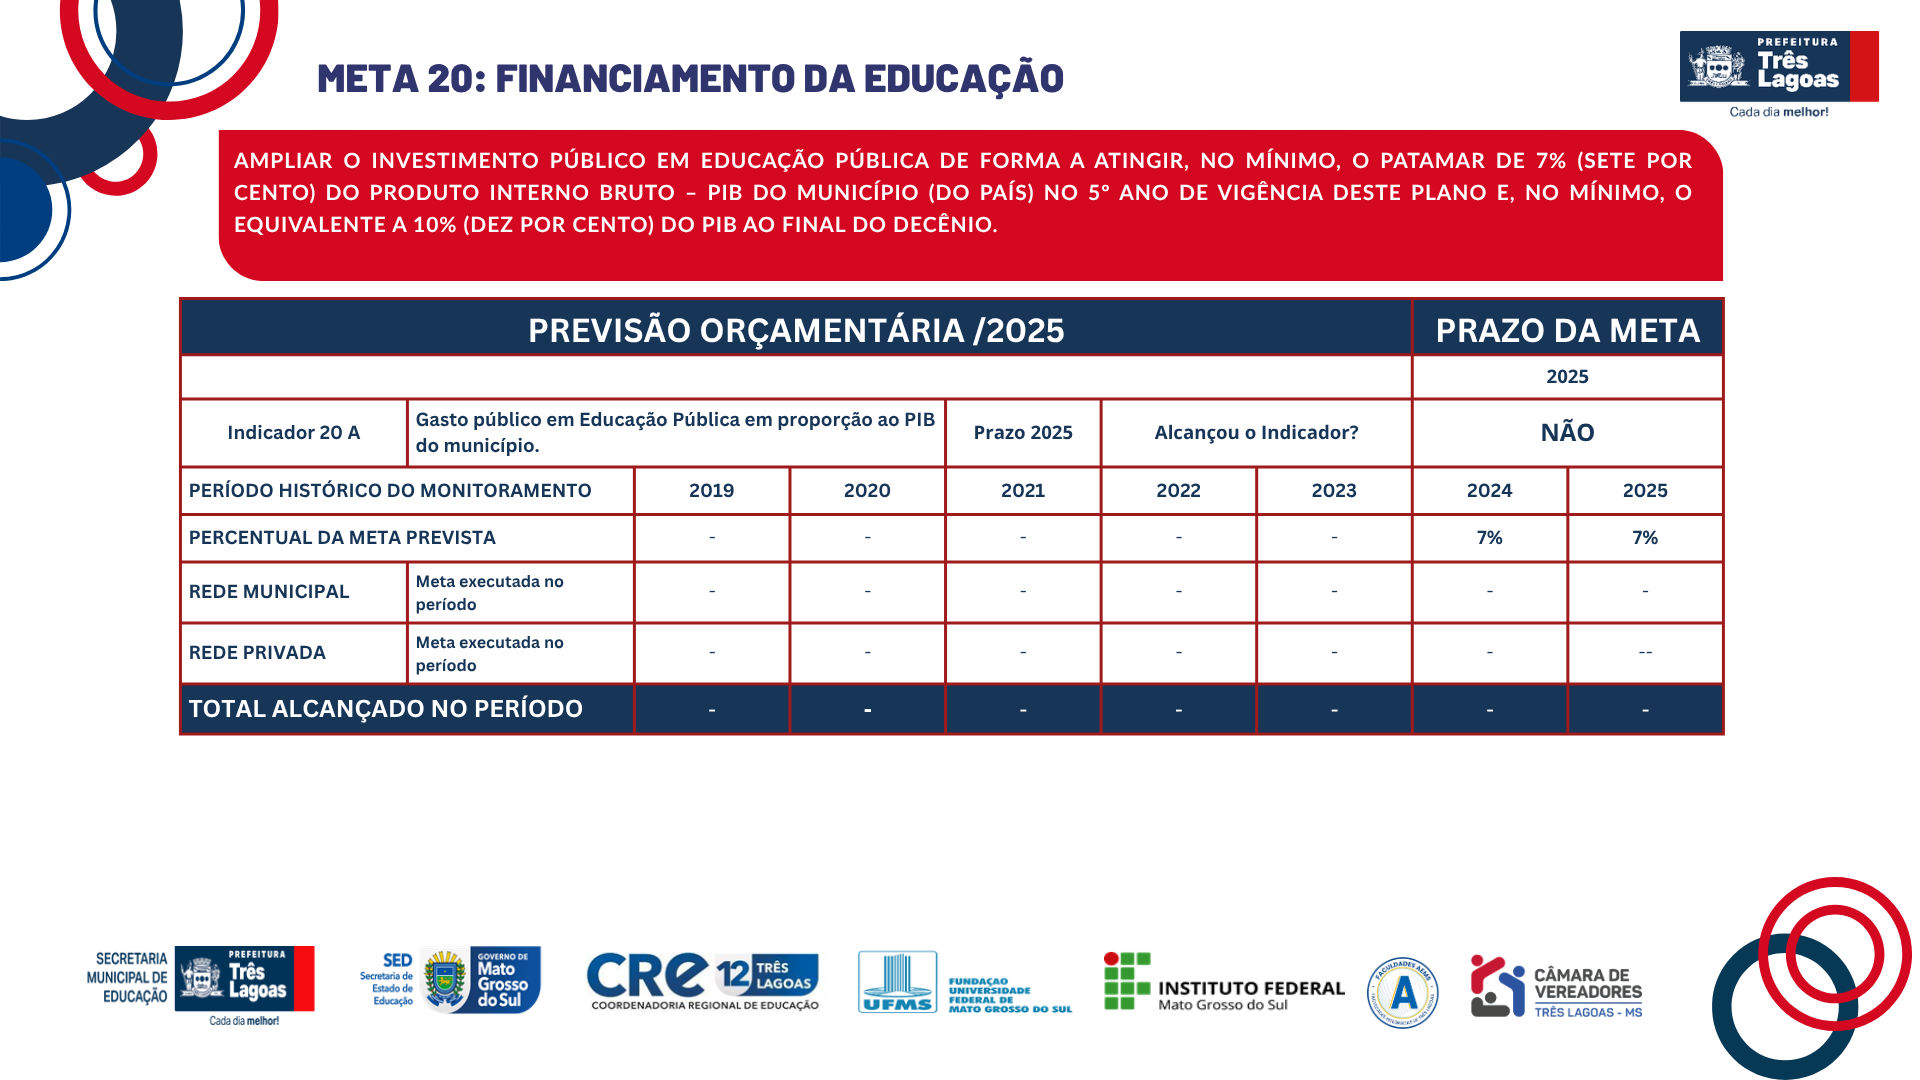 META 20: FINANCIAMENTO DA EDUCAÇÃO
PREFEITURA
Três
Lagoas
Cada dia melhor!
AMPLIAR O INVESTIMENTO PÚBLICO EM EDUCAÇÃO PÚBLICA DE FORMA A ATINGIR, NO MÍNIMO, O PATAMAR DE 7% (SETE POR
CENTO) DO PRODUTO INTERNO BRUTO – PIB DO MUNICÍPIO (DO PAÍS) NO 5º ANO DE VIGÊNCIA DESTE PLANO E, NO MÍNIMO, O
EQUIVALENTE A 10% (DEZ POR CENTO) DO PIB AO FINAL DO DECÊNIO.
PREVISÃO ORÇAMENTÁRIA /2025 PRAZO DA META
2025
Indicador 20 A
Gasto público em Educação Pública em proporção ao PIB
do município.
Prazo 2025
Alcançou o Indicador?
NÃO
PERÍODO HISTÓRICO DO MONITORAMENTO 2019 2020 2021 2022 2023 2024 2025
PERCENTUAL DA META PREVISTA - - - - - 7% 7%
REDE MUNICIPAL
Meta executada no
período
- - - - - - -
REDE PRIVADA
Meta executada no
período
- - - - - - --
TOTAL ALCANÇADO NO PERÍODO - - - - - - -
SECRETARIA
MUNICIPAL DE
EDUCAÇÃO
PREFEITURA
Três
Lagoas
Cada dia melhor!
SED
Secretaria de
Estado de
Educação
GOVERNO DE
Mato
Grosso
do Sul
CRe 12 TRÊS
LAGOAS
COORDENADORIA REGIONAL DE EDUCAÇÃO
UFMS
FUNDAÇAO
UNIVERSIDADE
FEDERAL DE
MATO GROSSO DO SUL
INSTITUTO FEDERAL
Mato Grosso do Sul
FACULDADES AEMS
A
CÂMARA DE
VEREADORES
TRÊS LAGOAS - MS